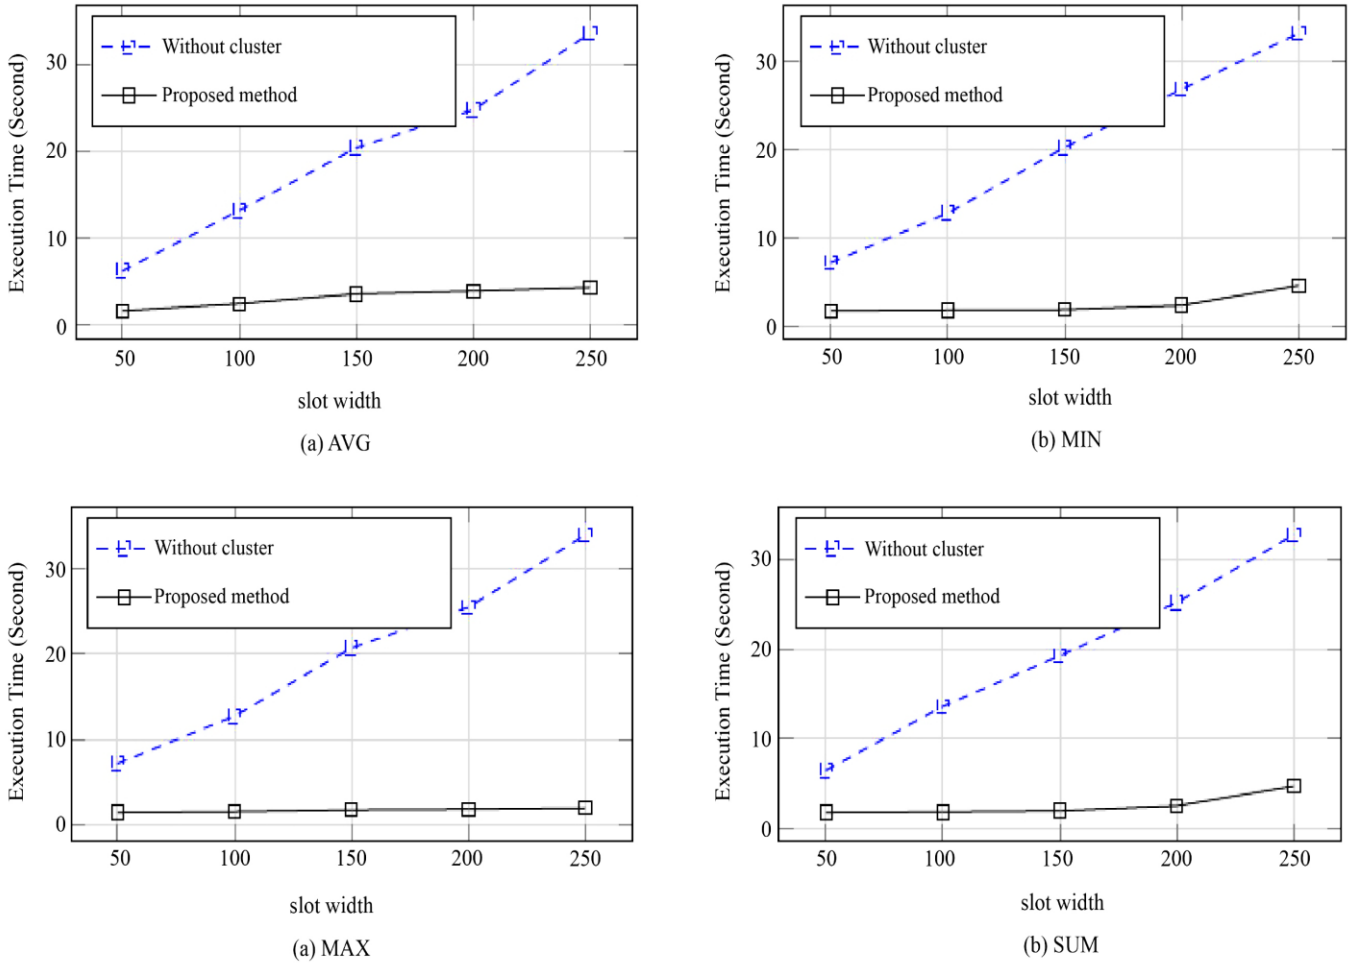 Execution Time (Second)
Without cluster
Proposed method
30
20
10
0
50 100 150 200 250
slot width
(a) AVG
Execution Time (Second)
Without cluster
Proposed method
30
20
10
0
50 100 150 200 250
slot width
(b) MIN
Execution Time (Second)
Without cluster
Proposed method
30
20
10
0
50 100 150 200 250
slot width
(a) MAX
Execution Time (Second)
Without cluster
Proposed method
30
20
10
0
50 100 150 200 250
slot width
(b) SUM